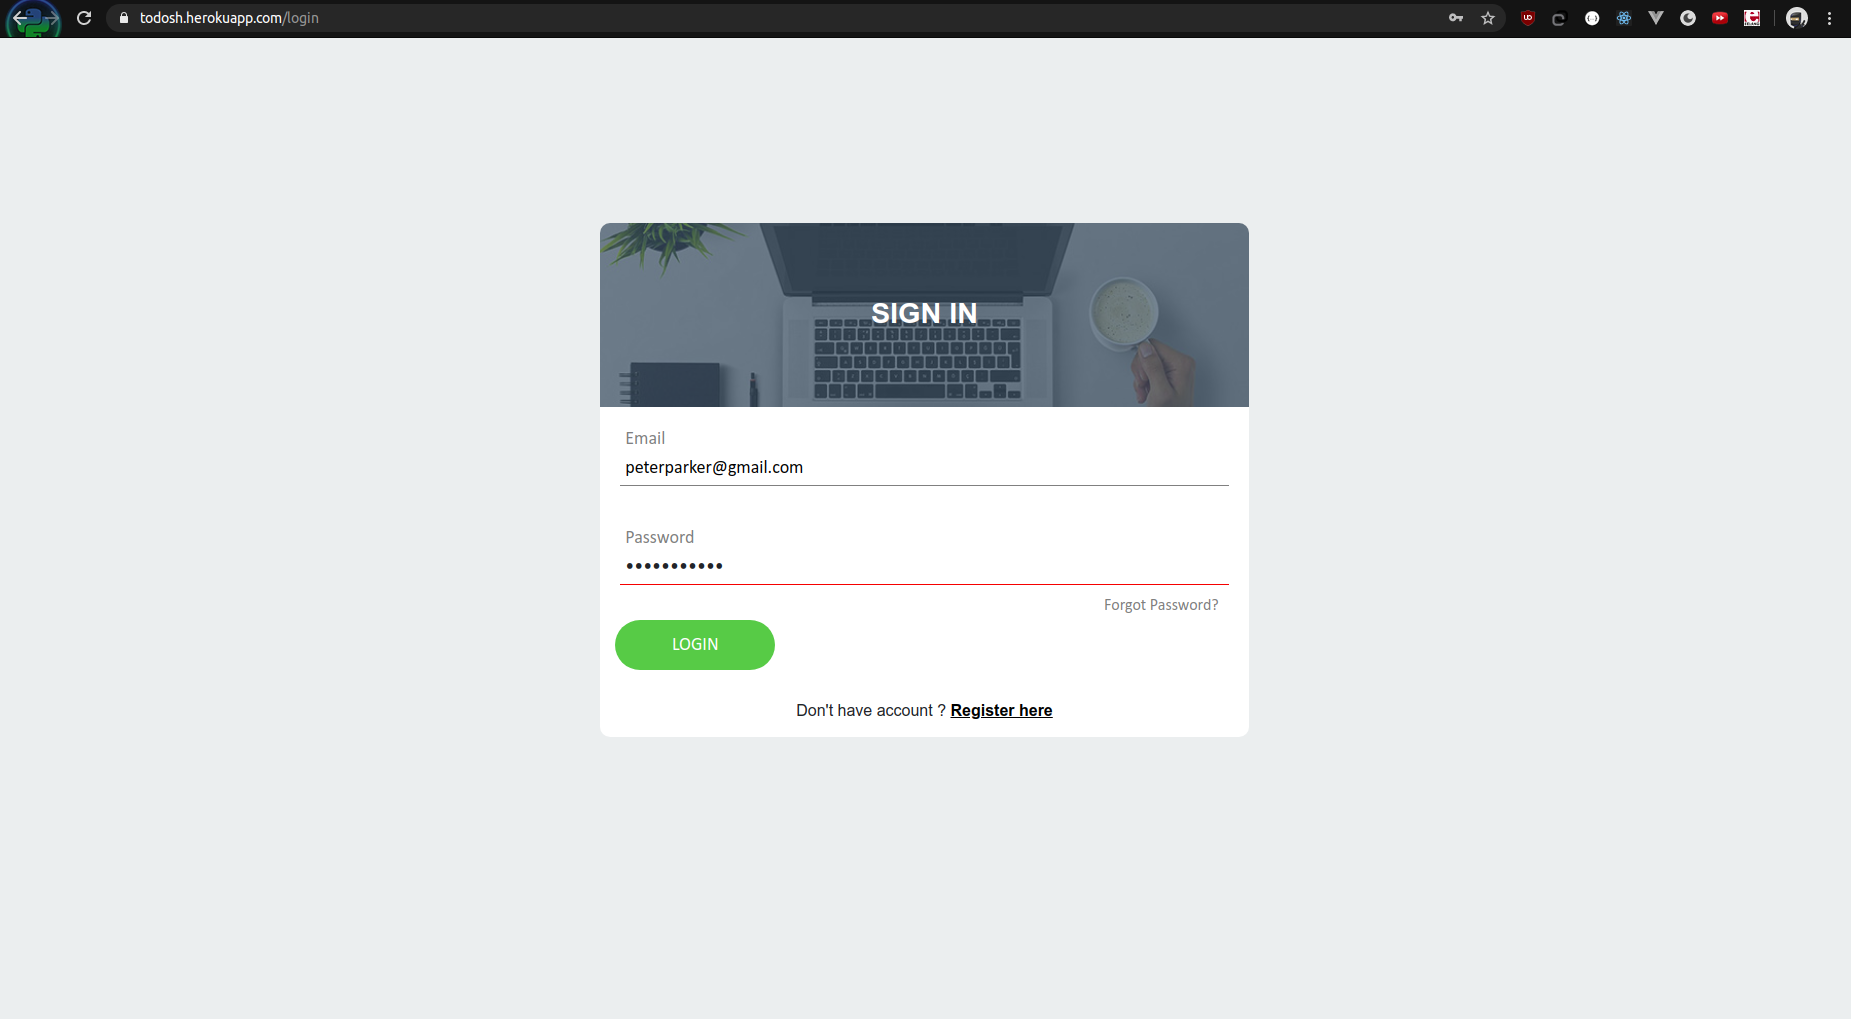 todosh.herokuapp.com/login
SIGN IN
Email
peterparker@gmail.com
Password
•••••••••••
Forgot Password?
LOGIN
Don't have account ? Register here